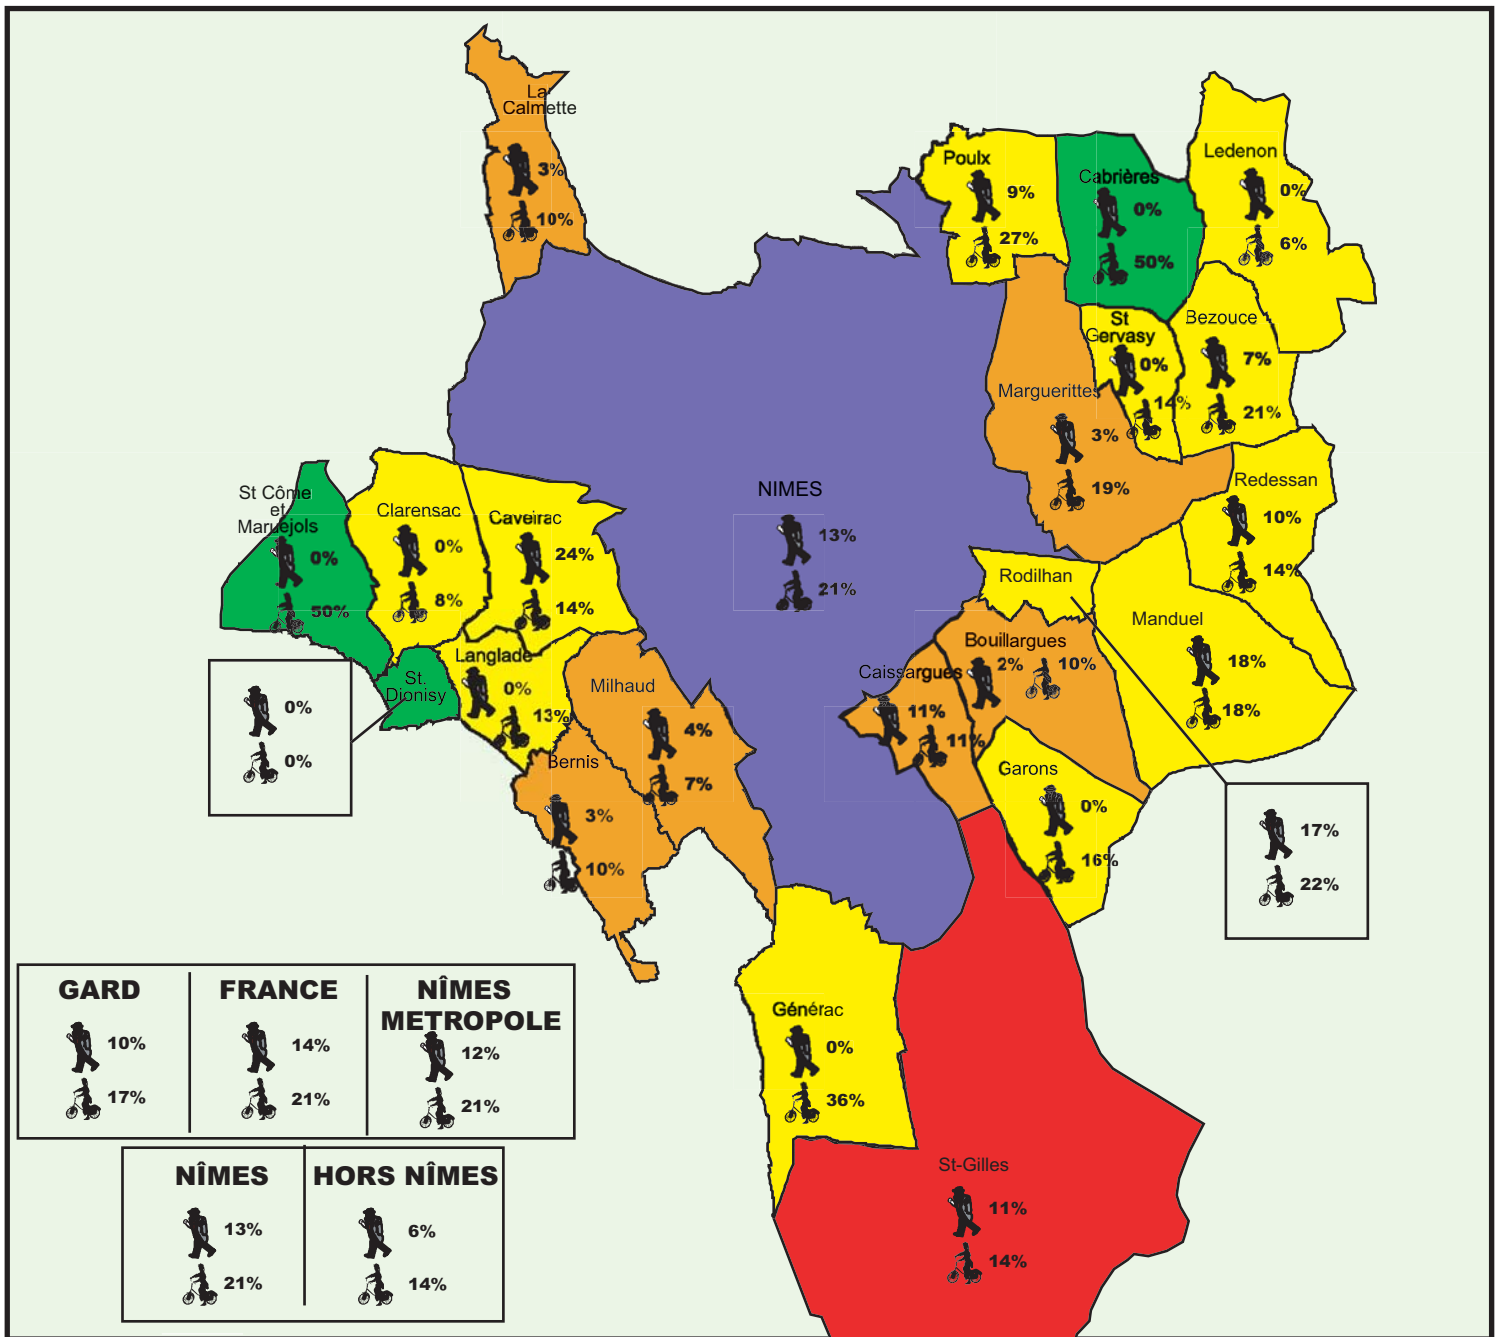 La
Calmette
3%
10%
Poulx
9%
27%
Cabrières
0%
50%
Ledenon
0%
6%
St
Gervasy
0%
14%
Bezouce
7%
21%
Marguerittes
3%
19%
Redessan
10%
14%
NIMES
13%
21%
St Côme
et
Maruejols
0%
50%
Clarensac
0%
8%
Caveirac
24%
14%
Rodilhan
Manduel
18%
18%
Bouillargues
2% 10%
Caissargues
11%
11%
Langlade
0%
13%
St.
Dionisy
0%
0%
Milhaud
4%
7%
Bernis
3%
10%
Garons
0%
16%
17%
22%
Générac
0%
36%
St-Gilles
11%
14%
GARD
10%
17%
FRANCE
14%
21%
NÎMES
METROPOLE
12%
21%
NÎMES
13%
21%
HORS NÎMES
6%
14%